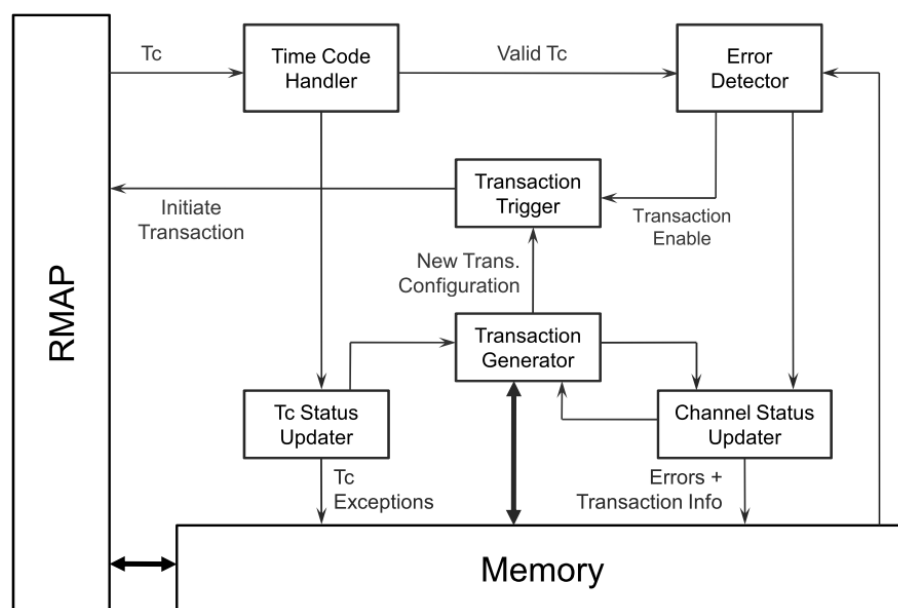 Tc
Time Code
Handler
Valid Tc
Error
Detector
Transaction
Trigger
Initiate
Transaction
Transaction
Enable
New Trans.
Configuration
RMAP
Transaction
Generator
Tc Status
Updater
Channel Status
Updater
Tc
Exceptions
Errors +
Transaction Info
Memory